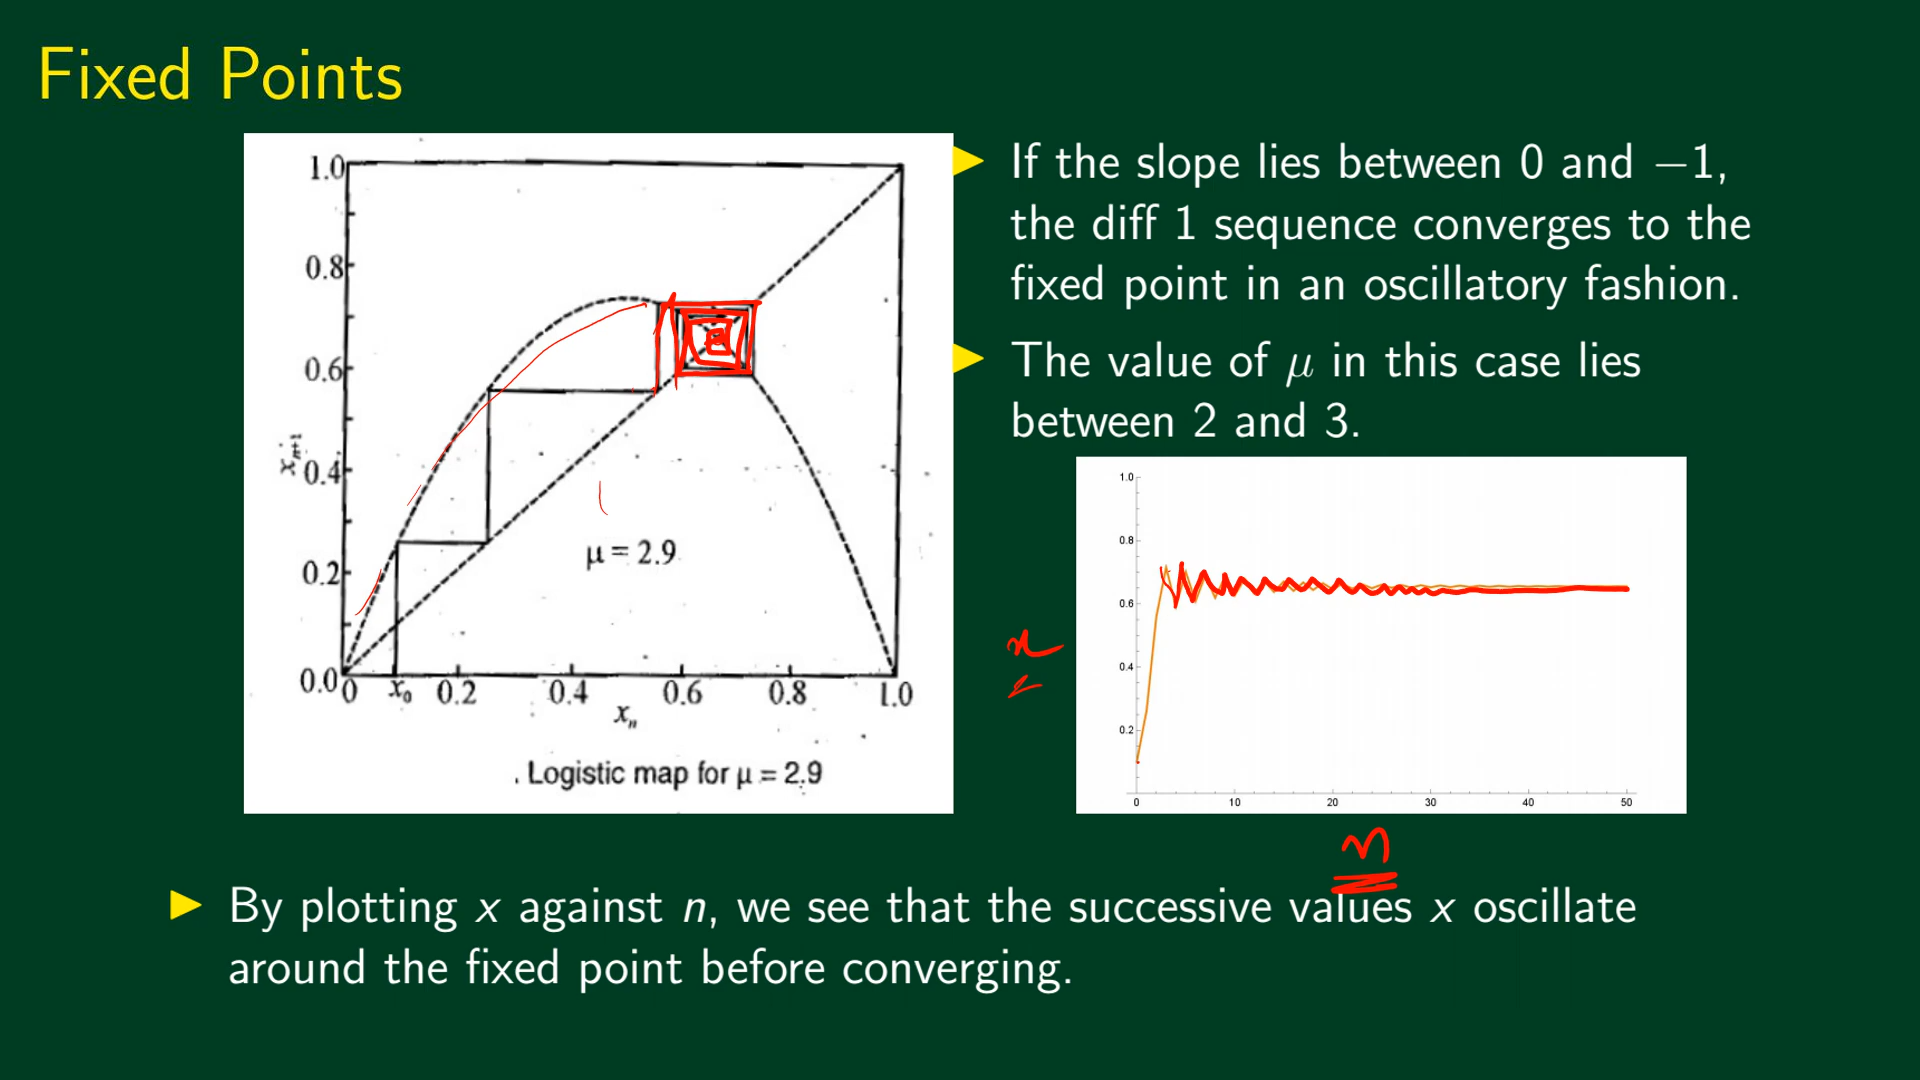 Fixed Points
1.0
0.8
0.6
0.4
0.2
0.0
xₙ₊₁
0 x₀ 0.2 0.4 0.6 0.8 1.0
xₙ
μ = 2.9
. Logistic map for μ = 2.9
If the slope lies between 0 and −1,
the diff 1 sequence converges to the
fixed point in an oscillatory fashion.
The value of μ in this case lies
between 2 and 3.
1.0
0.8
0.6
0.4
0.2
0 10 20 30 40 50
x
n
By plotting x against n, we see that the successive values x oscillate
around the fixed point before converging.